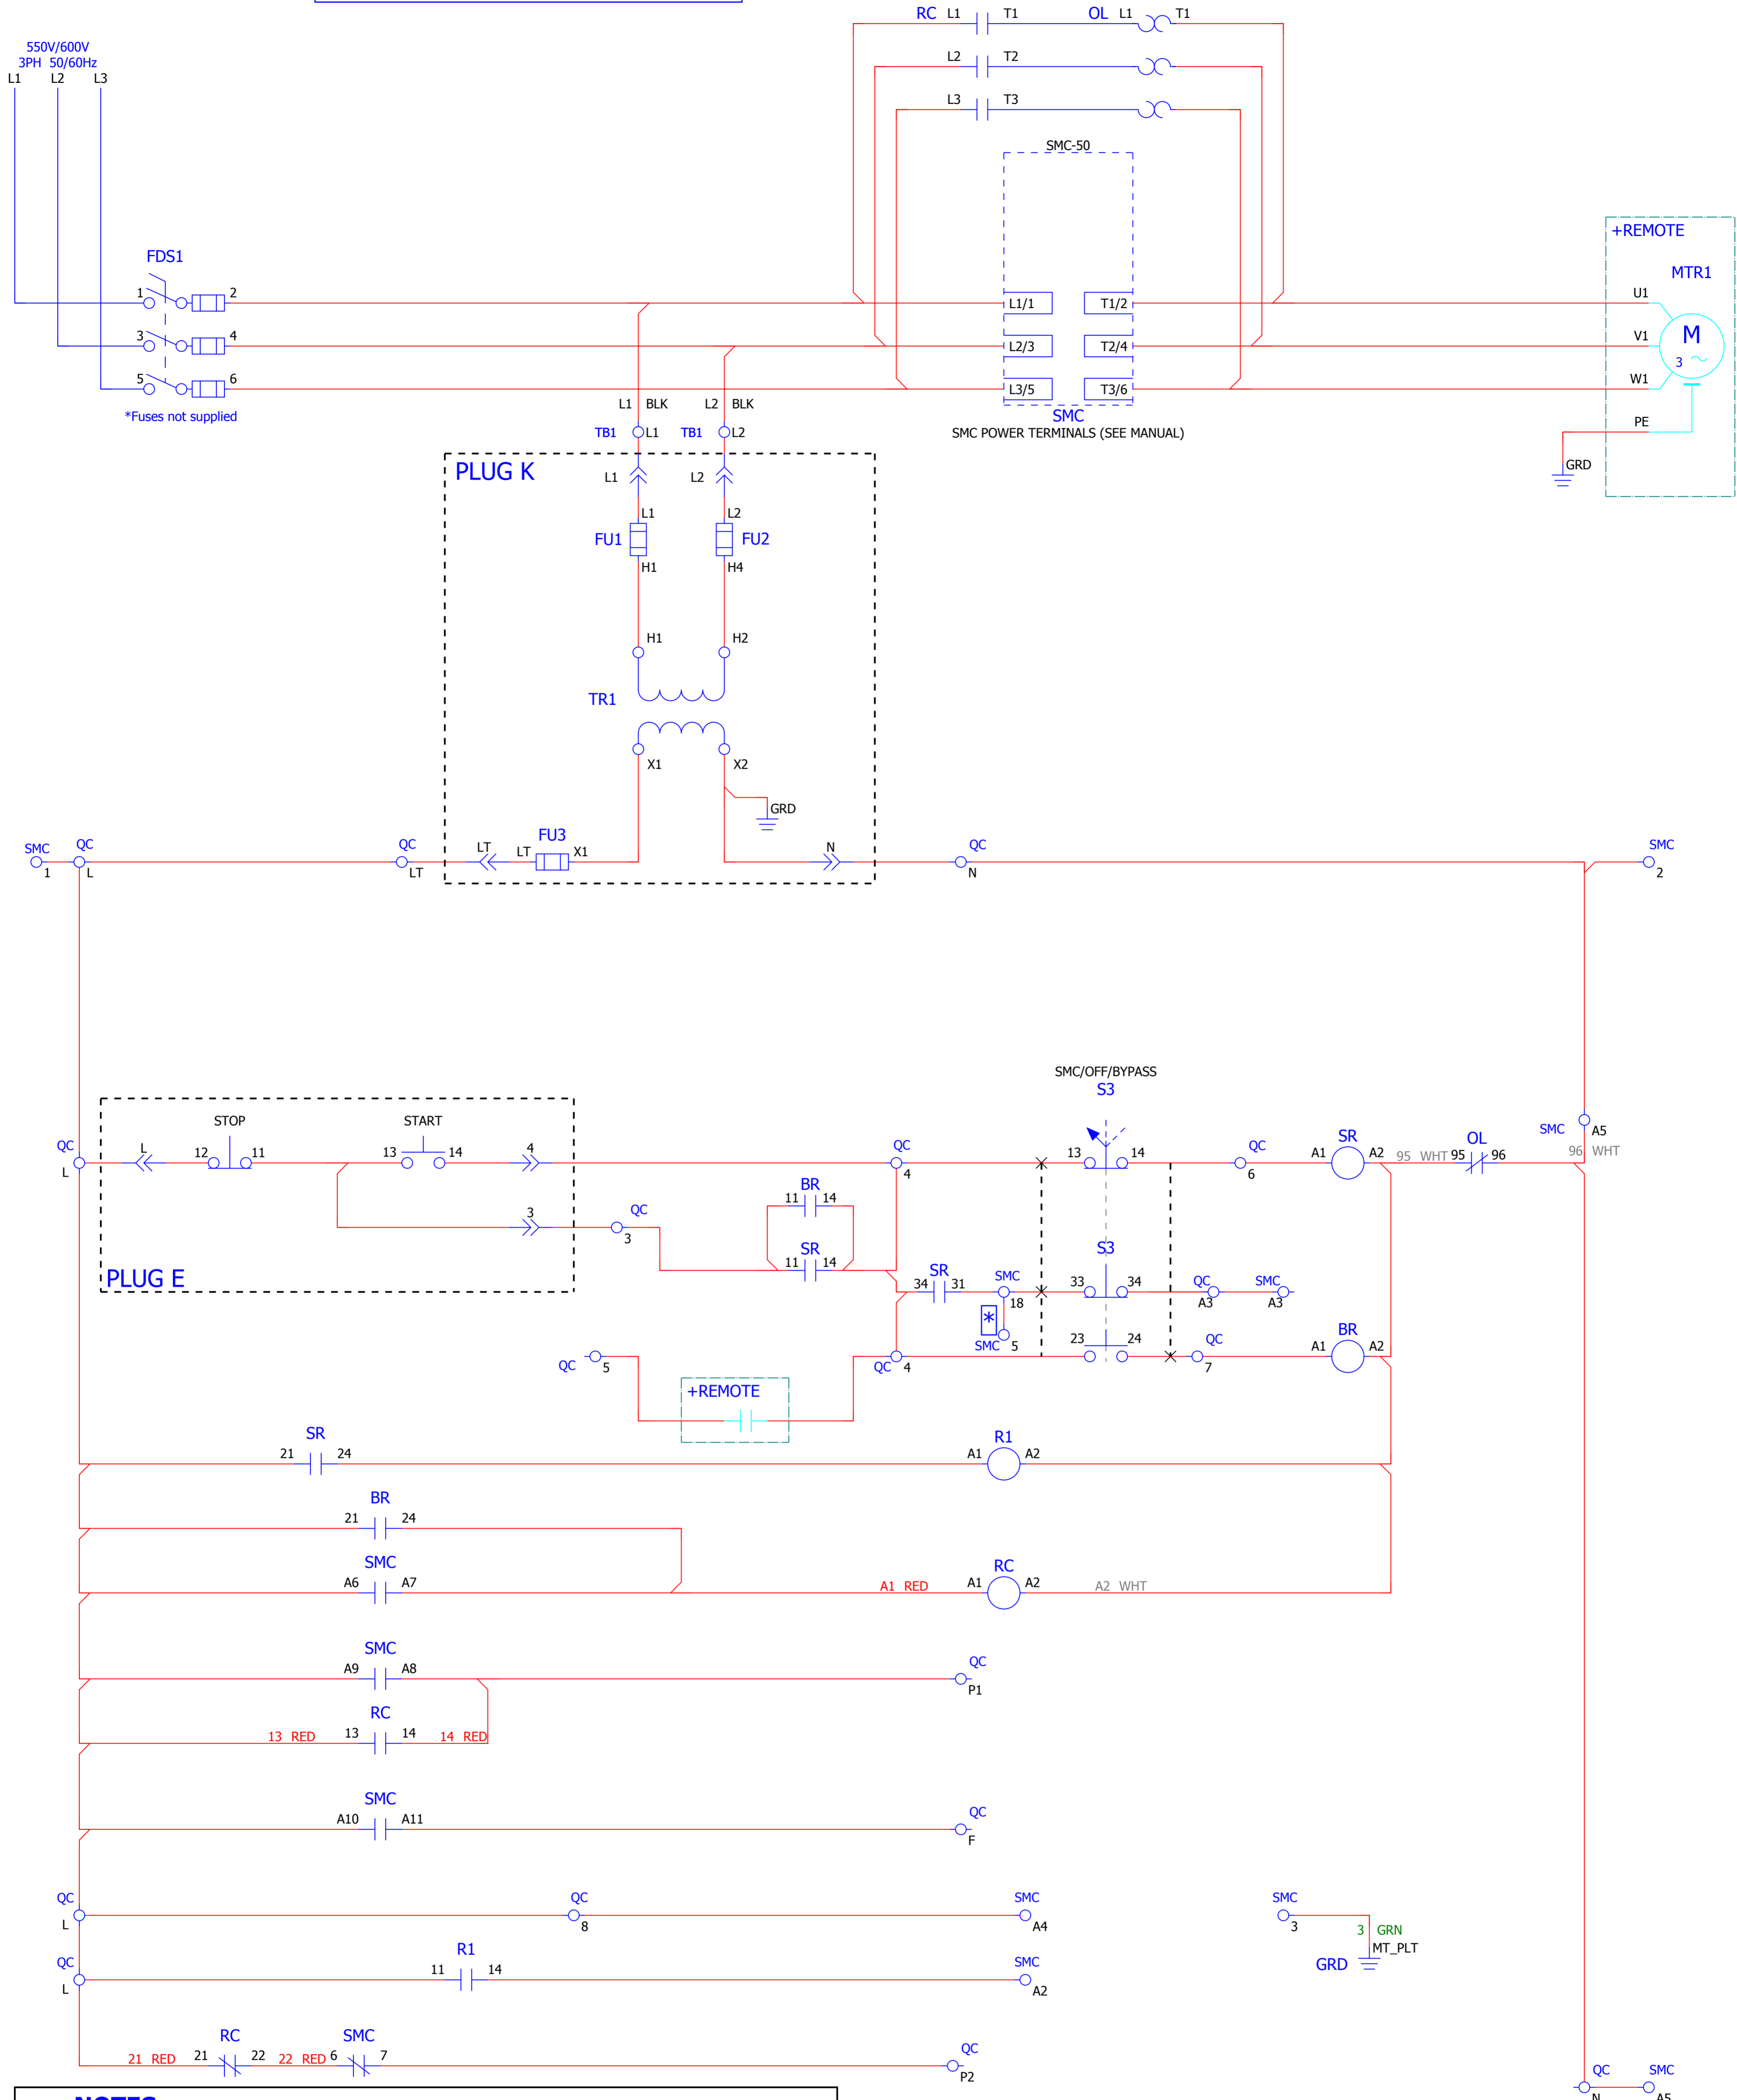 RC L1 T1 OL L1 T1
550V/600V
3PH 50/60Hz
L1 L2 L3
L2 T2
L3 T3
SMC-50
+REMOTE
FDS1
MTR1
1 2 L1/1 T1/2 U1
3 4 L2/3 T2/4 V1 M
3
5 6 L3/5 T3/6 W1
*Fuses not supplied
L1 BLK L2 BLK
SMC
PE
TB1 L1 TB1 L2
SMC POWER TERMINALS (SEE MANUAL)
GRD
PLUG K
L1 L2
L1 L2
FU1 FU2
H1 H4
H1 H2
TR1
X1 X2
GRD
SMC QC QC FU3 QC SMC
LT LT X1 N
1 L LT N 2
SMC/OFF/BYPASS
S3
STOP START
SMC A5
QC L 12 11 13 14 4 QC 13 14 QC A1 SR A2 95 WHT 95 OL 96 96 WHT
L 4 6
BR
11 14
3 QC
3
SR
11 14
S3
PLUG E
SR
34 31 SMC 33 34 QC SMC
18 A3 A3
*
SMC 5
23 24 QC A1 BR A2
QC 5 QC 4 7
+REMOTE
SR
21 24
R1
A1 A2
BR
21 24
SMC
A6 A7
RC
A1 RED A1 A2 A2 WHT
SMC
A9 A8 QC
P1
RC
13 RED 13 14 14 RED
SMC
A10 A11 QC
F
QC QC SMC SMC
L 8 A4 3
3 GRN
MT_PLT
GRD
QC R1 SMC
11 14
L A2
RC SMC
21 RED 21 22 22 RED 6 7 QC
P2
QC SMC
N A5
NOTES